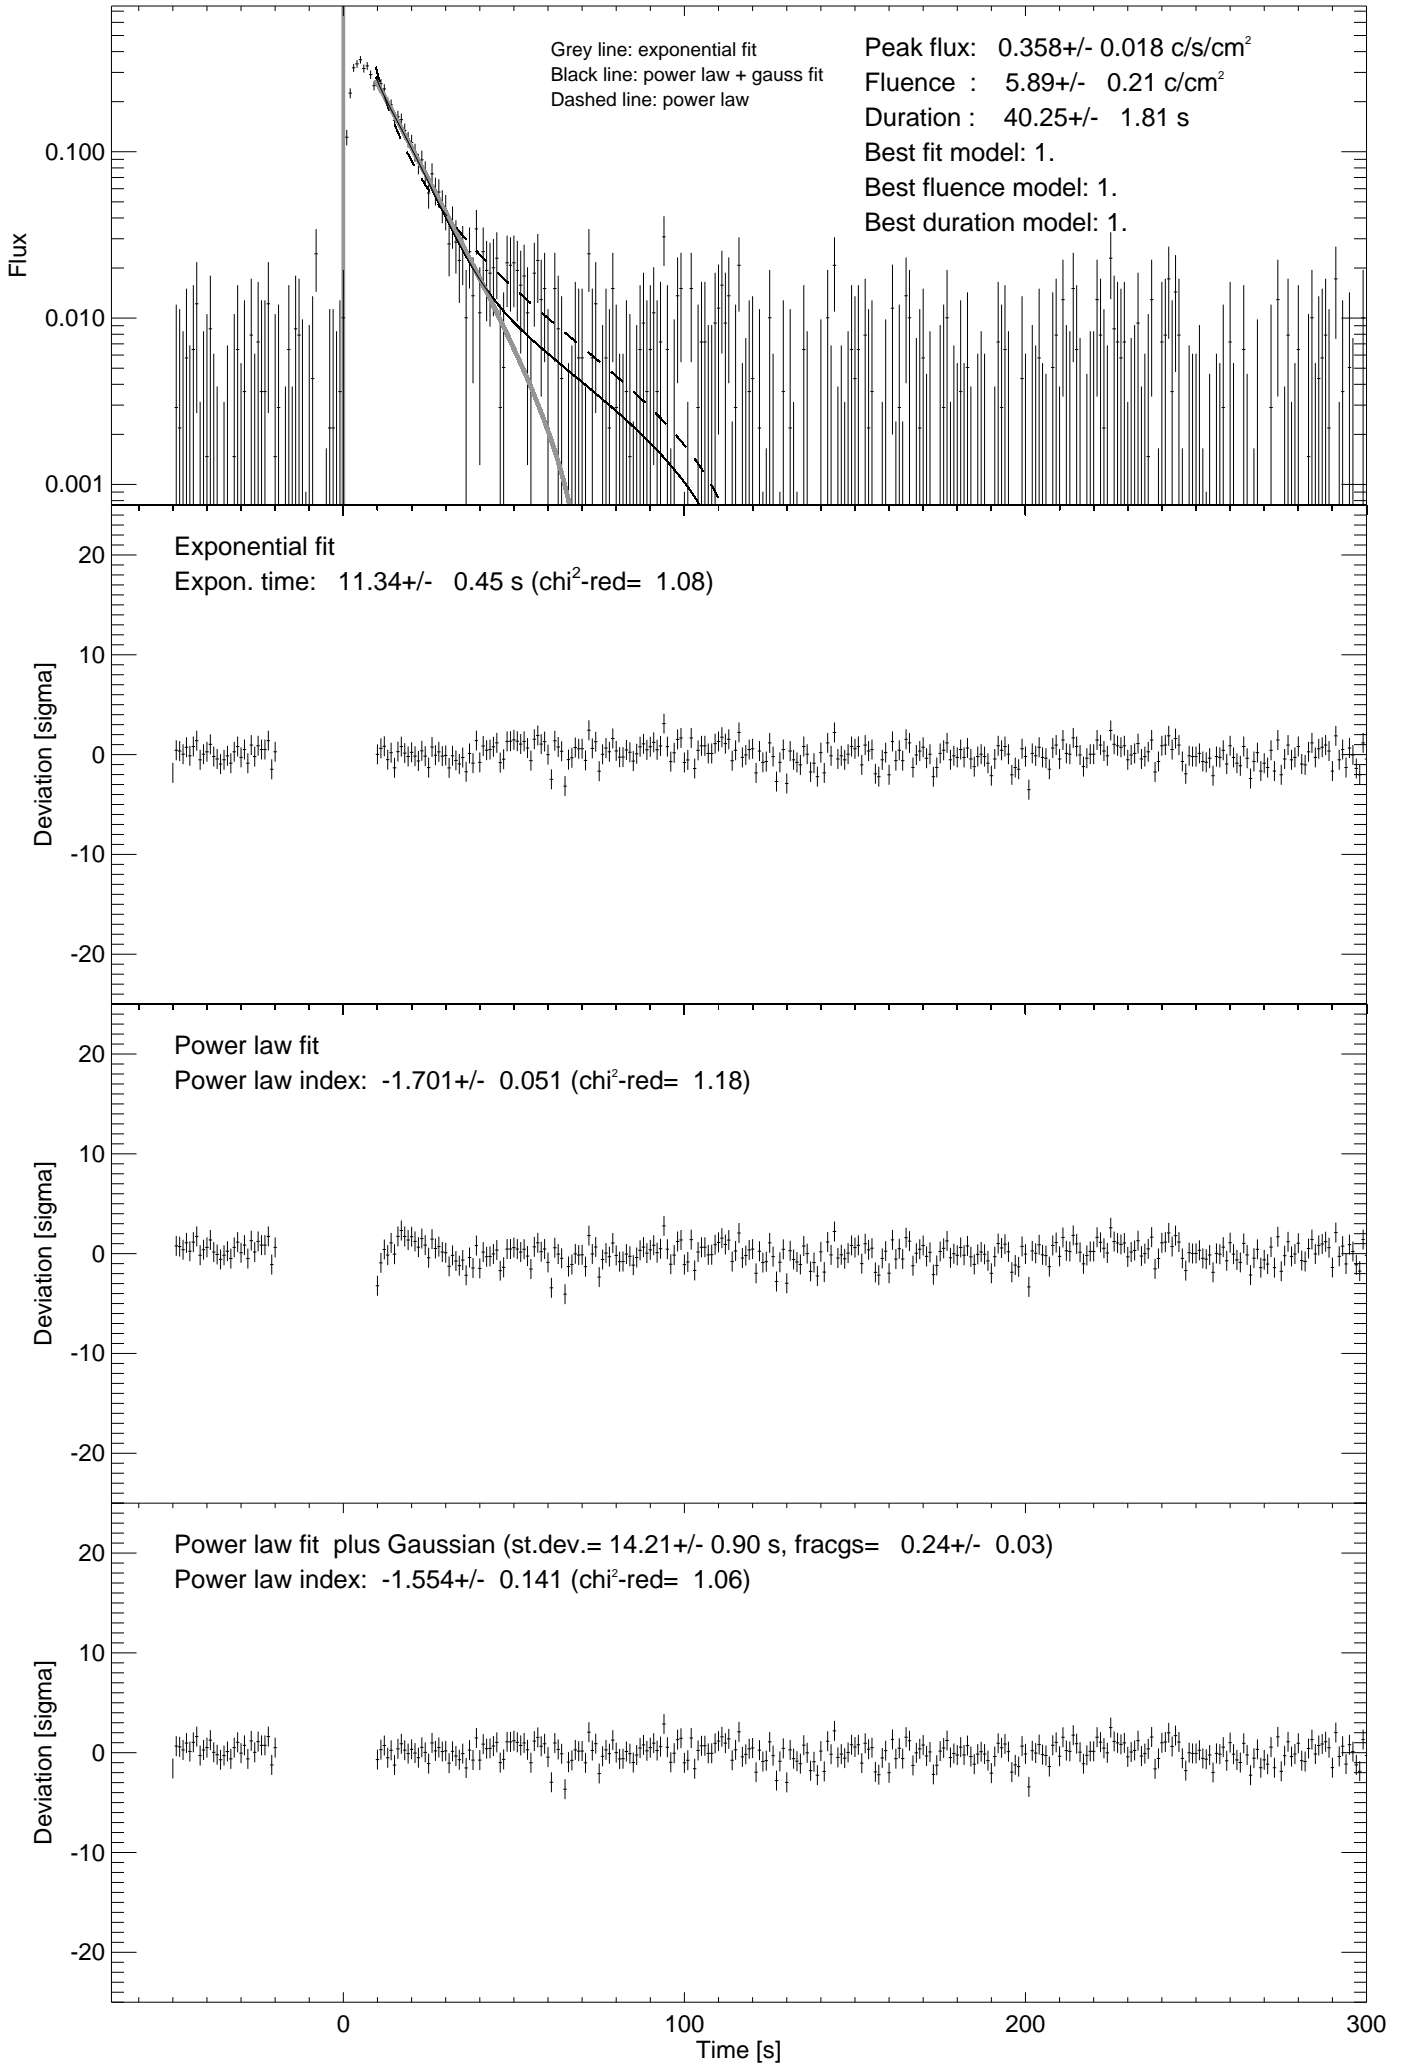 Grey line: exponential fit
Black line: power law + gauss fit
Dashed line: power law
Peak flux: 0.358+/- 0.018 c/s/cm²
Fluence : 5.89+/- 0.21 c/cm²
Duration : 40.25+/- 1.81 s
Best fit model: 1.
Best fluence model: 1.
Best duration model: 1.
Flux
0.100
0.010
0.001
Exponential fit
Expon. time: 11.34+/- 0.45 s (chi²-red= 1.08)
Deviation [sigma]
20
10
0
-10
-20
Power law fit
Power law index: -1.701+/- 0.051 (chi²-red= 1.18)
Deviation [sigma]
20
10
0
-10
-20
Power law fit plus Gaussian (st.dev.= 14.21+/- 0.90 s, fracgs= 0.24+/- 0.03)
Power law index: -1.554+/- 0.141 (chi²-red= 1.06)
Deviation [sigma]
20
10
0
-10
-20
0 100 200 300
Time [s]